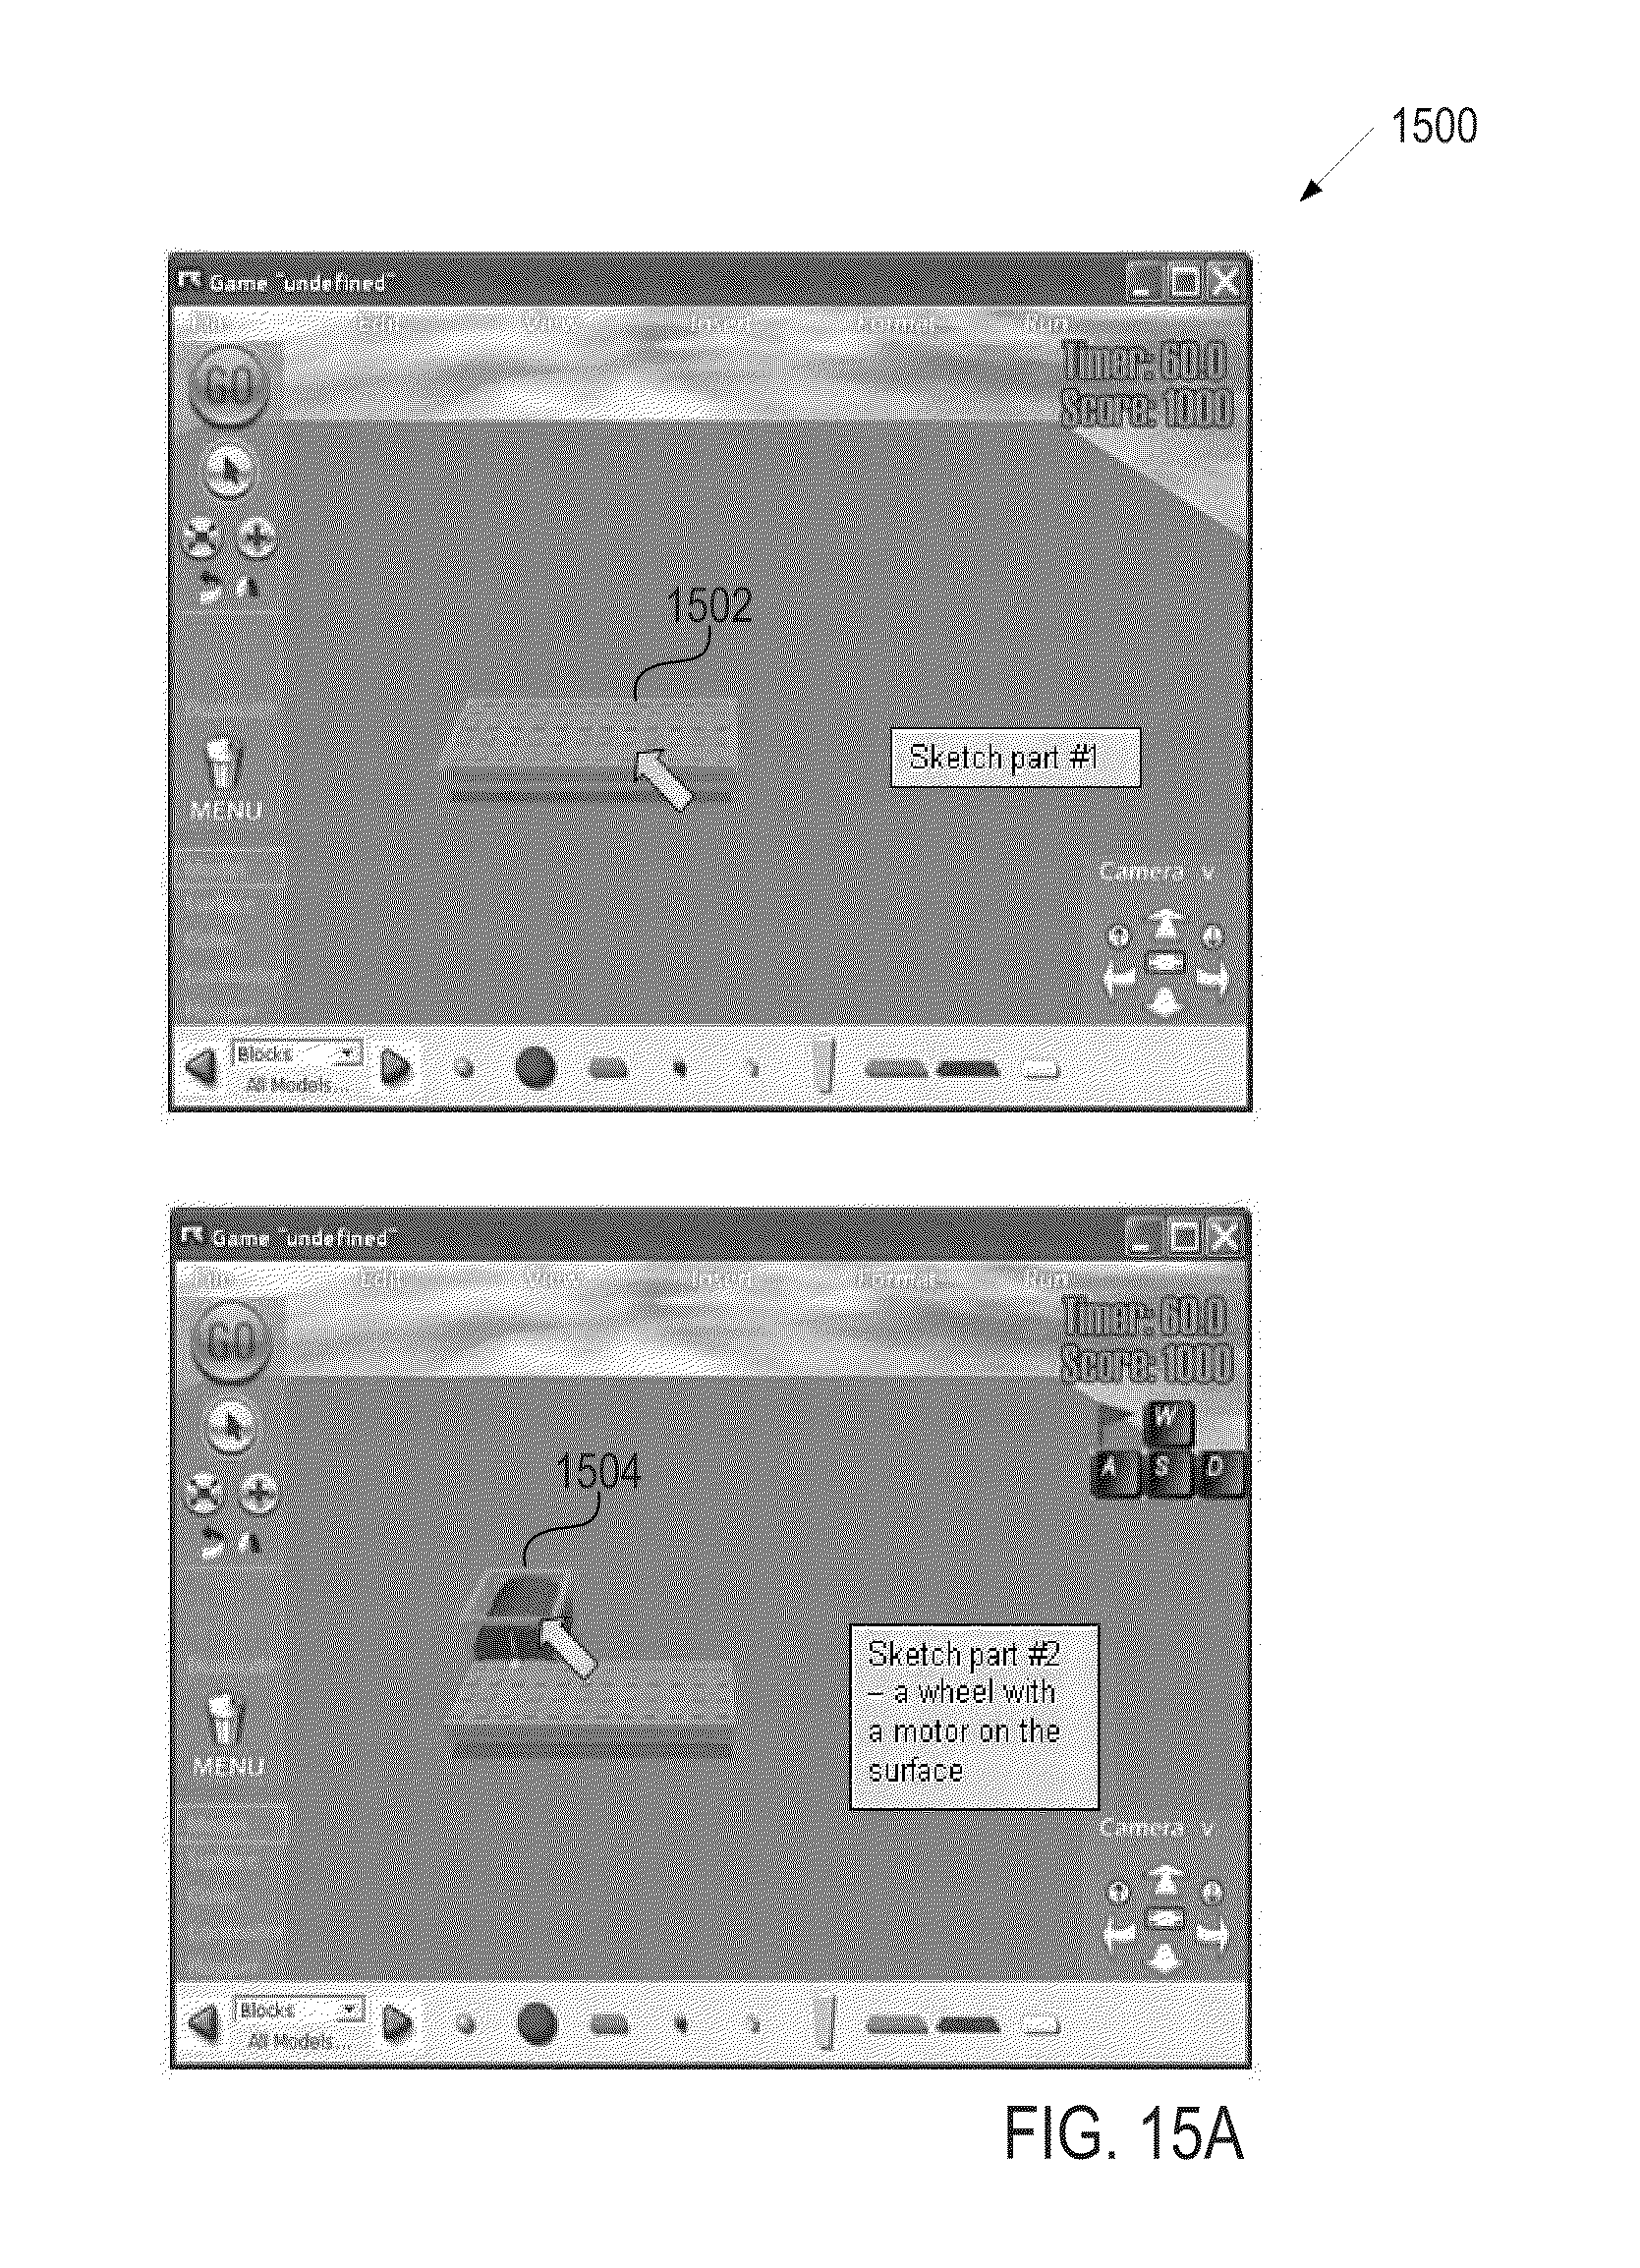 1500
Game "undefined"
Edit View Insert Format Run
GO
Timer: 60.0
Score: 1000
1502
Sketch part #1
MENU
Camera v
Blocks
All Models...
Game "undefined"
Edit View Insert Format Run
GO
Timer: 60.0
Score: 1000
W
A S D
1504
Sketch part #2
– a wheel with
a motor on the
surface
MENU
Camera v
Blocks
All Models...
FIG. 15A